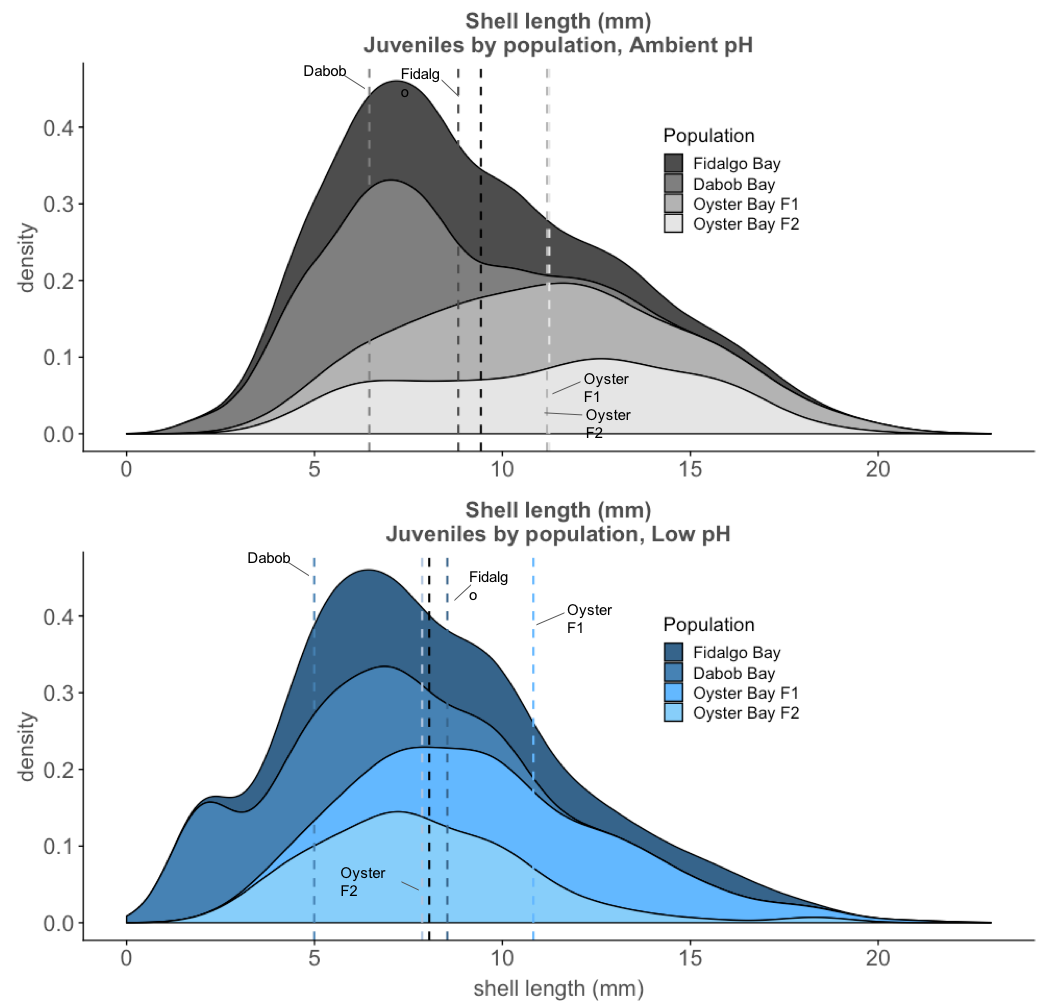 Shell length (mm)
Juveniles by population, Ambient pH
Dabob
Fidalg
o
Population
Fidalgo Bay
Dabob Bay
Oyster Bay F1
Oyster Bay F2
density
0.4
0.3
0.2
0.1
0.0
Oyster
F1
Oyster
F2
0 5 10 15 20
Shell length (mm)
Juveniles by population, Low pH
Dabob
Fidalg
o
Oyster
F1
Population
Fidalgo Bay
Dabob Bay
Oyster Bay F1
Oyster Bay F2
density
0.4
0.3
0.2
0.1
0.0
Oyster
F2
0 5 10 15 20
shell length (mm)